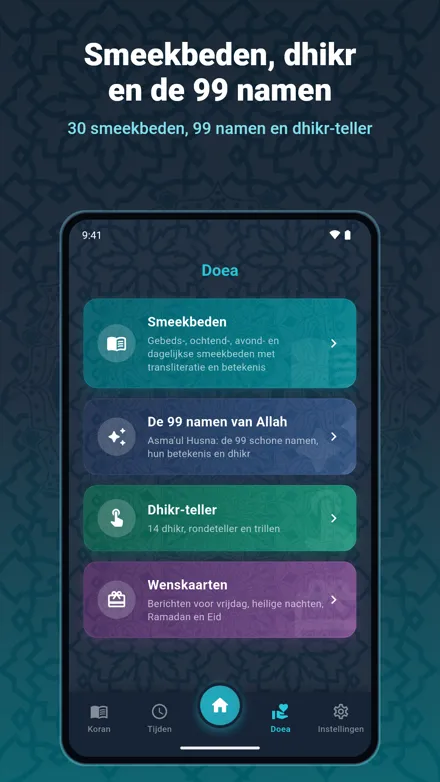 Smeekbeden, dhikr
en de 99 namen
30 smeekbeden, 99 namen en dhikr-teller
9:41
Doea
Smeekbeden
Gebeds-, ochtend-, avond- en
dagelijkse smeekbeden met
transliteratie en betekenis
De 99 namen van Allah
Asma'ul Husna: de 99 schone namen,
hun betekenis en dhikr
Dhikr-teller
14 dhikr, rondeteller en trillen
Wenskaarten
Berichten voor vrijdag, heilige nachten,
Ramadan en Eid
Koran
Tijden
Doea
Instellingen